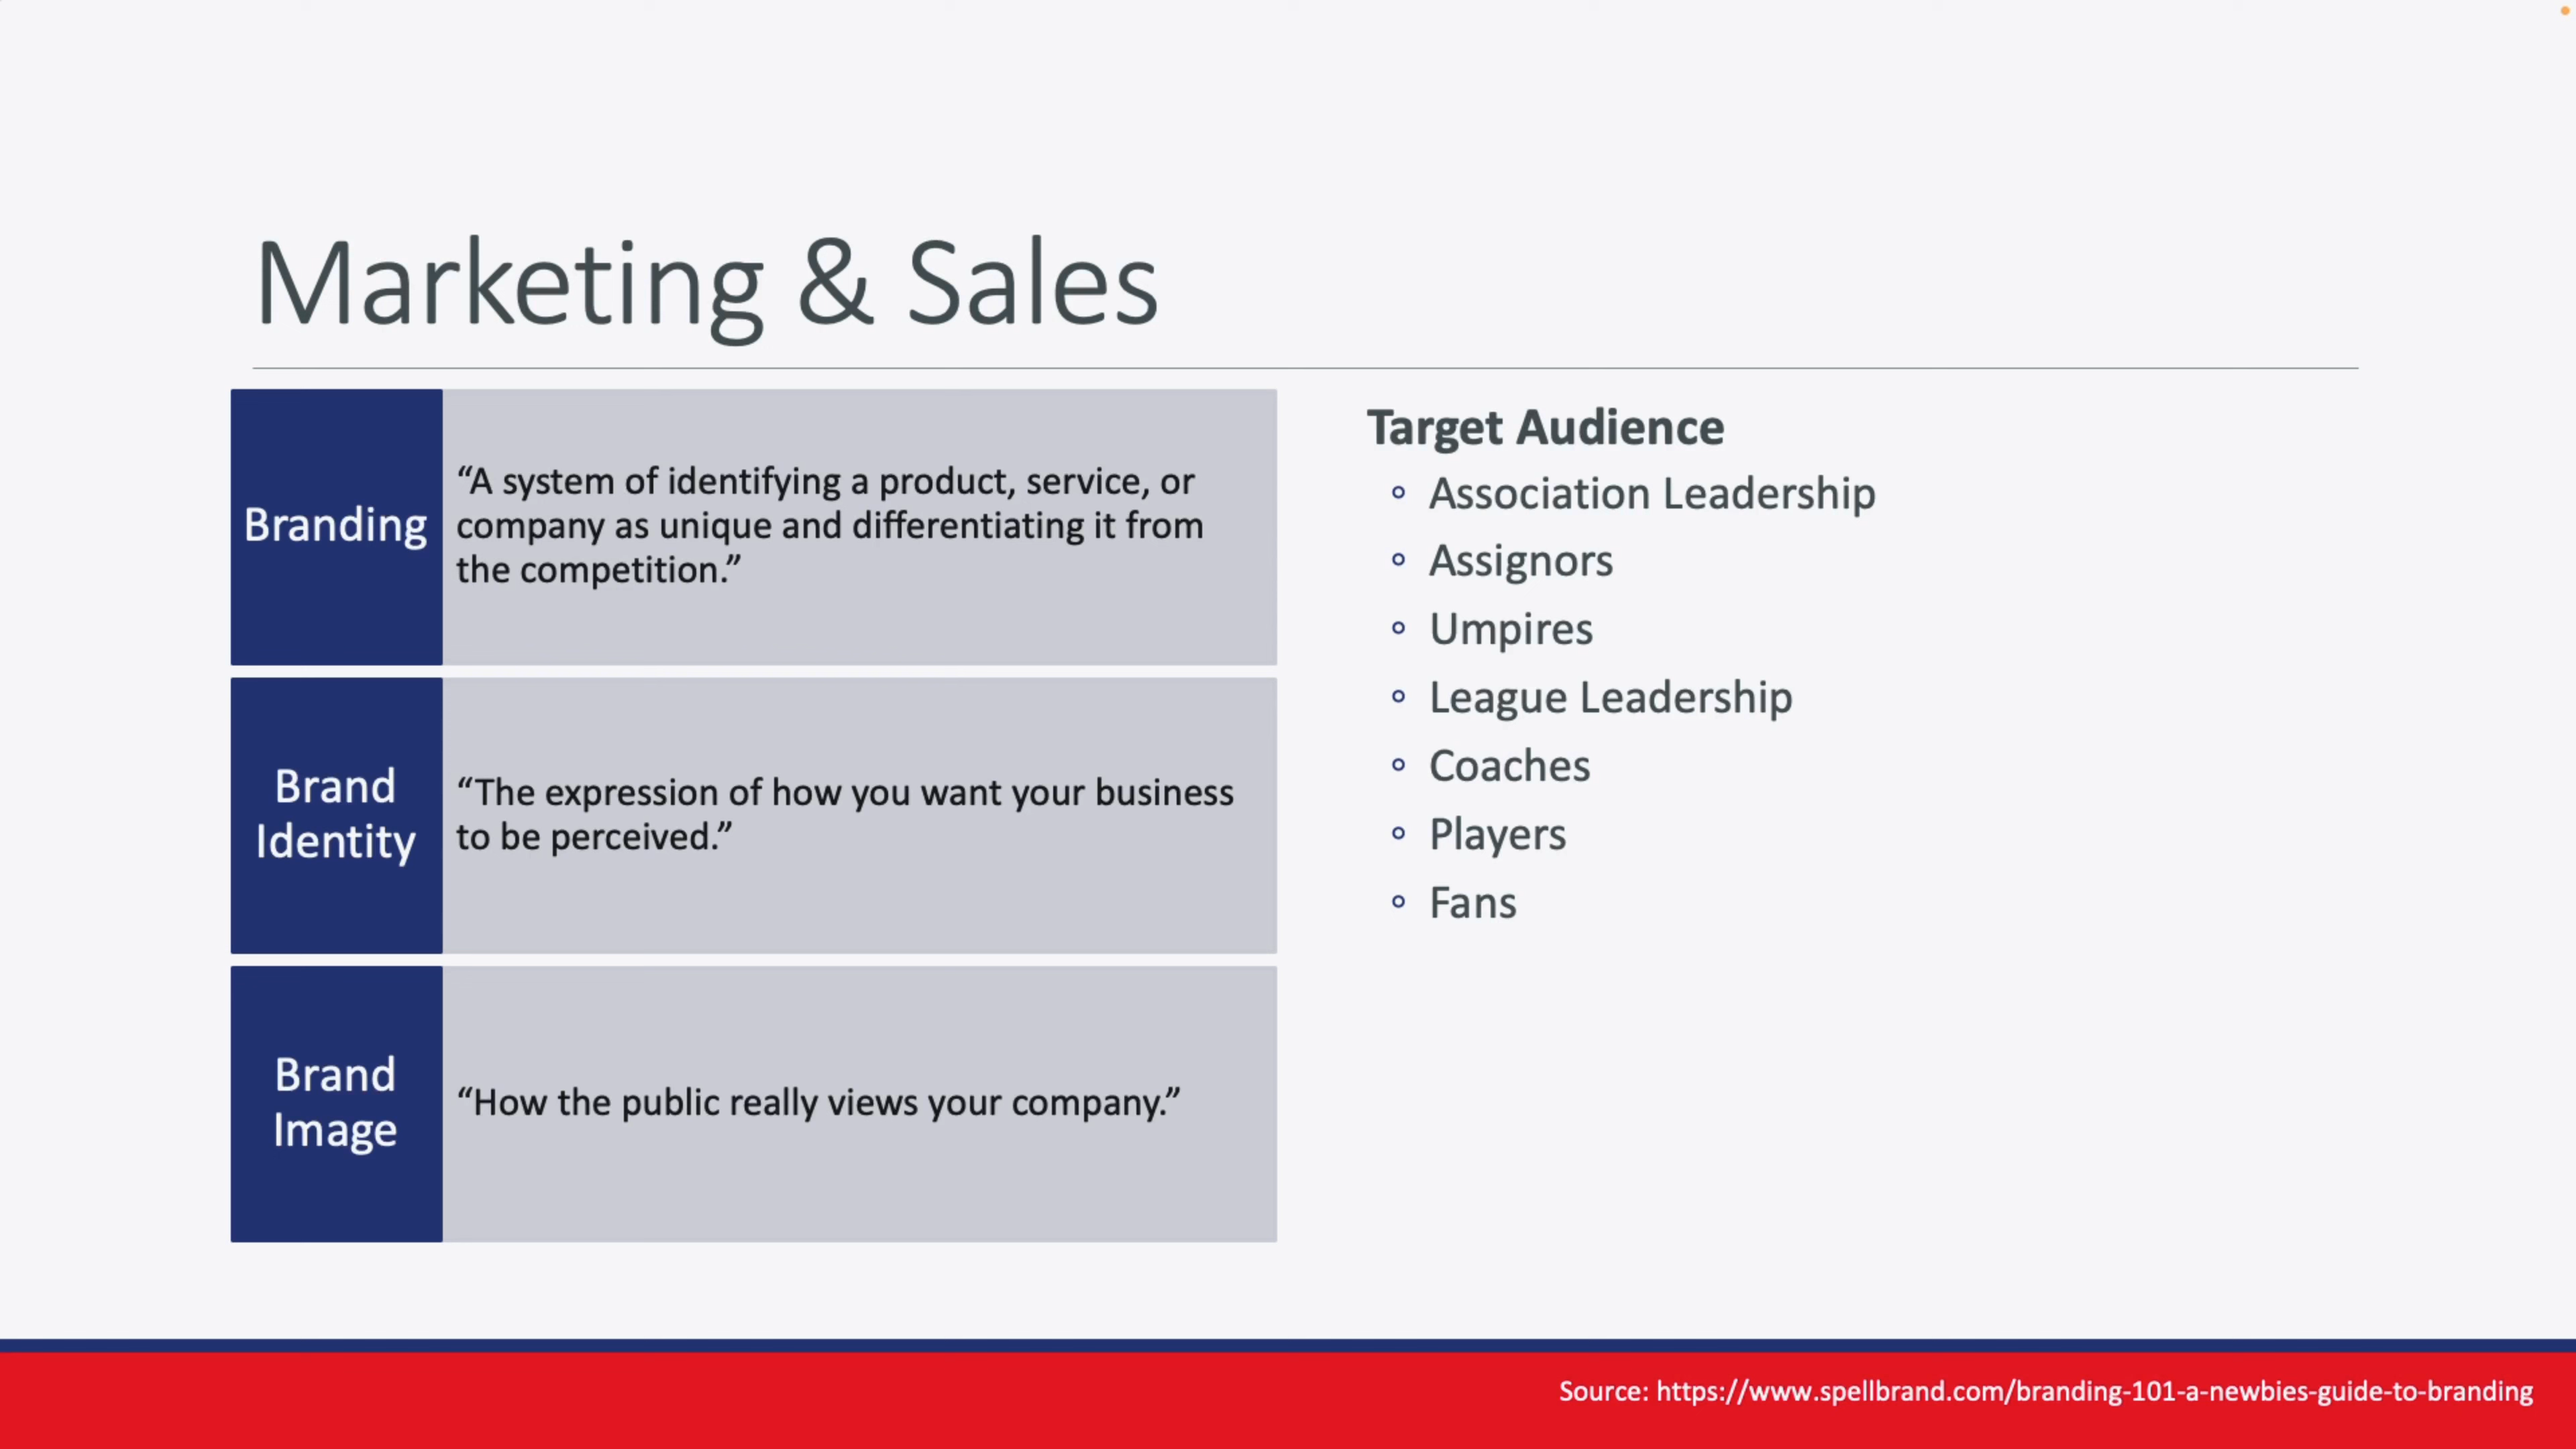 Marketing & Sales
Branding
“A system of identifying a product, service, or
company as unique and differentiating it from
the competition.”
Brand
Identity
“The expression of how you want your business
to be perceived.”
Brand
Image
“How the public really views your company.”
Target Audience
Association Leadership
Assignors
Umpires
League Leadership
Coaches
Players
Fans
Source: https://www.spellbrand.com/branding-101-a-newbies-guide-to-branding